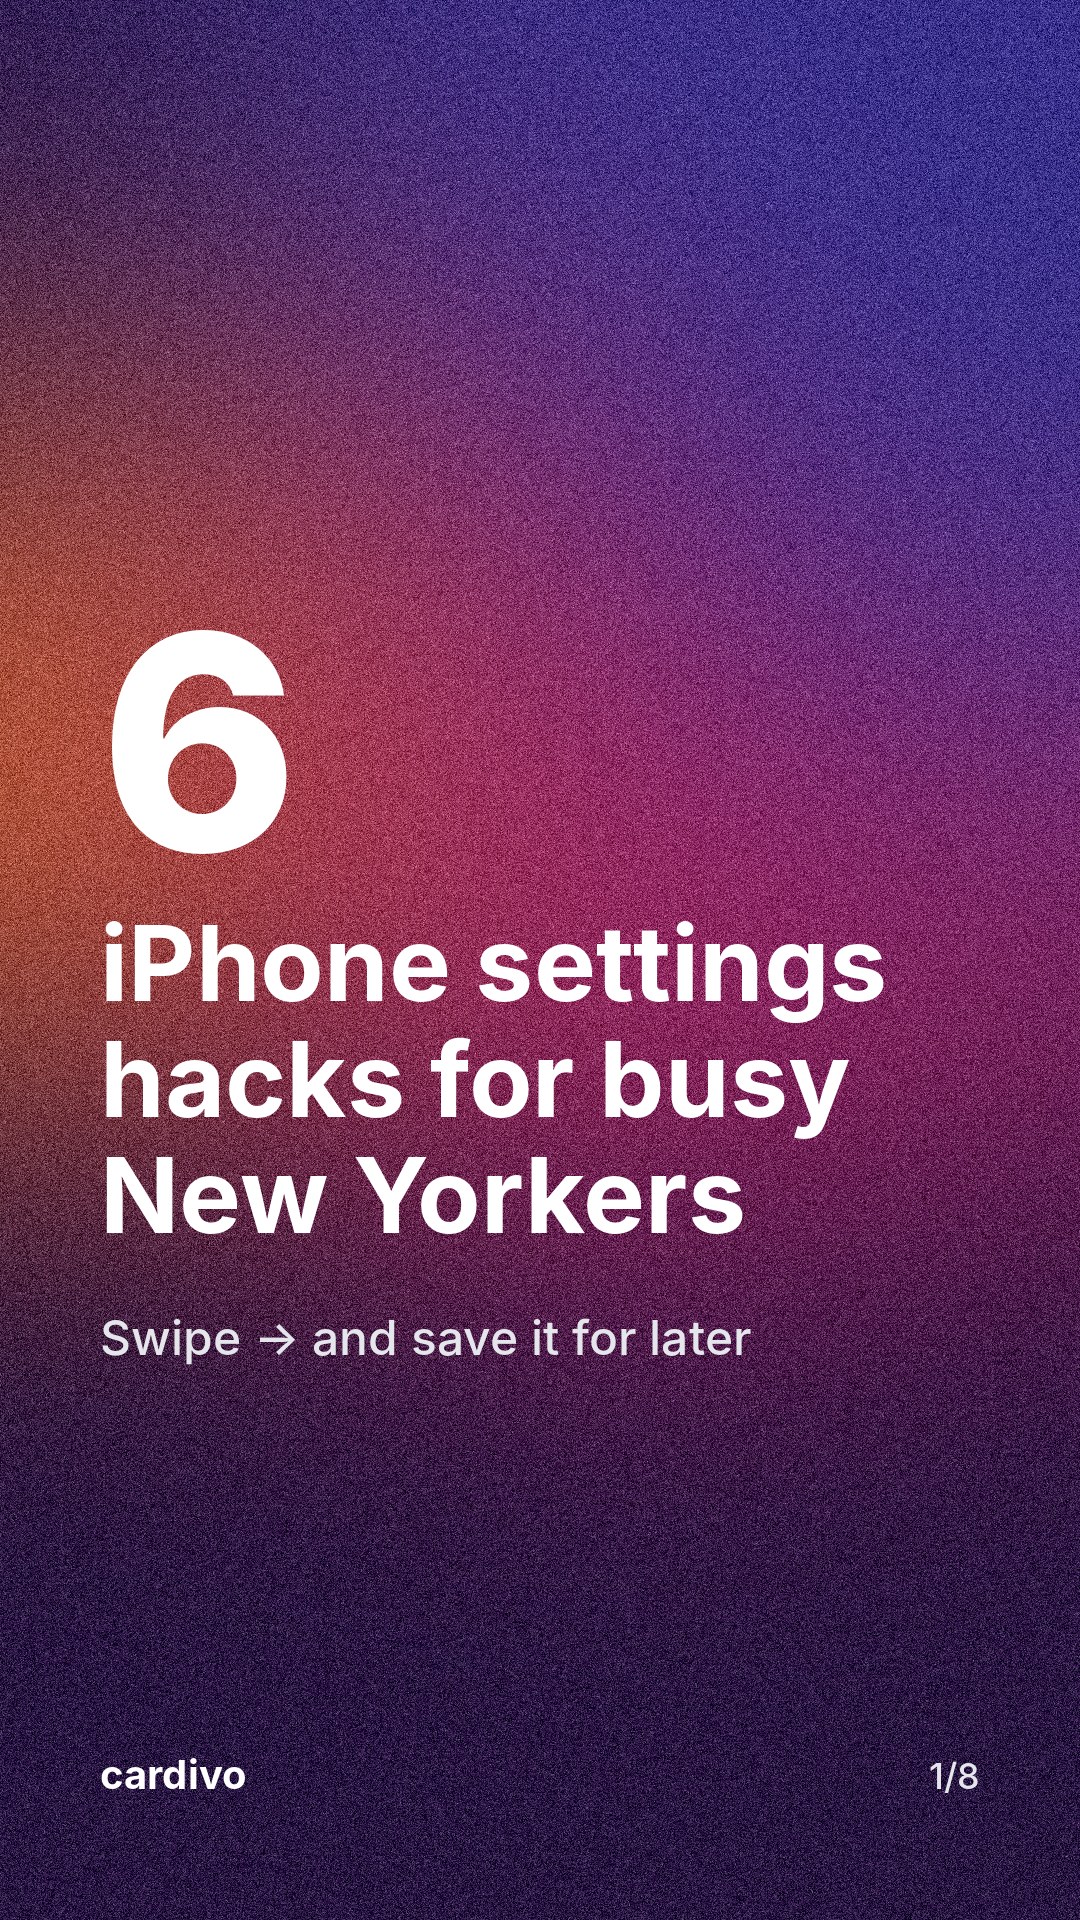 6
iPhone settings
hacks for busy
New Yorkers
Swipe → and save it for later
cardivo
1/8